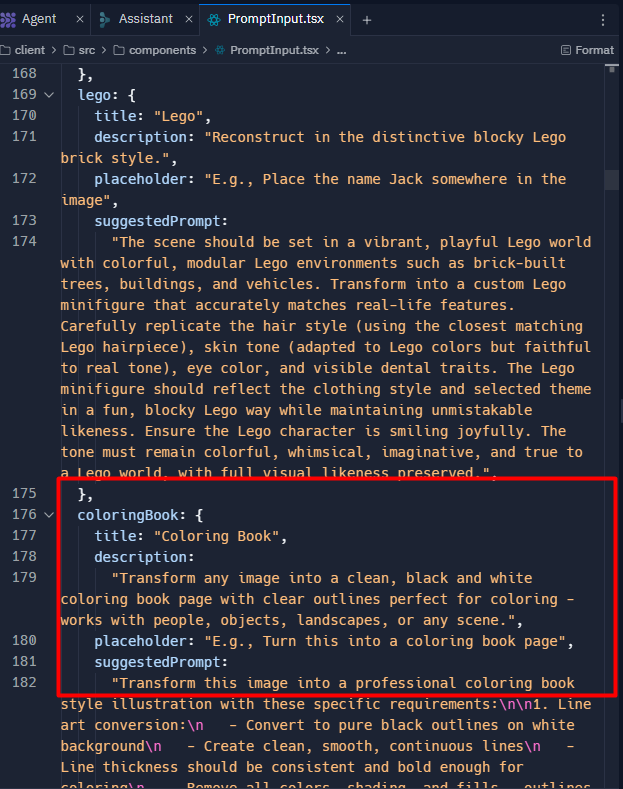 Agent × Assistant × PromptInput.tsx × + ⋮
client > src > components > PromptInput.tsx > ... Format
168 },
169 lego: {
170 title: "Lego",
171 description: "Reconstruct in the distinctive blocky Lego
brick style.",
172 placeholder: "E.g., Place the name Jack somewhere in the
image",
173 suggestedPrompt:
174 "The scene should be set in a vibrant, playful Lego world
with colorful, modular Lego environments such as brick-built
trees, buildings, and vehicles. Transform into a custom Lego
minifigure that accurately matches real-life features.
Carefully replicate the hair style (using the closest matching
Lego hairpiece), skin tone (adapted to Lego colors but faithful
to real tone), eye color, and visible dental traits. The Lego
minifigure should reflect the clothing style and selected theme
in a fun, blocky Lego way while maintaining unmistakable
likeness. Ensure the Lego character is smiling joyfully. The
tone must remain colorful, whimsical, imaginative, and true to
a Lego world, with full visual likeness preserved.",
175 },
176 coloringBook: {
177 title: "Coloring Book",
178 description:
179 "Transform any image into a clean, black and white
coloring book page with clear outlines perfect for coloring -
works with people, objects, landscapes, or any scene.",
180 placeholder: "E.g., Turn this into a coloring book page",
181 suggestedPrompt:
182 "Transform this image into a professional coloring book
style illustration with these specific requirements:\n\n1. Line
art conversion:\n   - Convert to pure black outlines on white
background\n   - Create clean, smooth, continuous lines\n   -
Line thickness should be consistent and bold enough for
coloring\n   - Remove all colors, shading, and fills - outlines